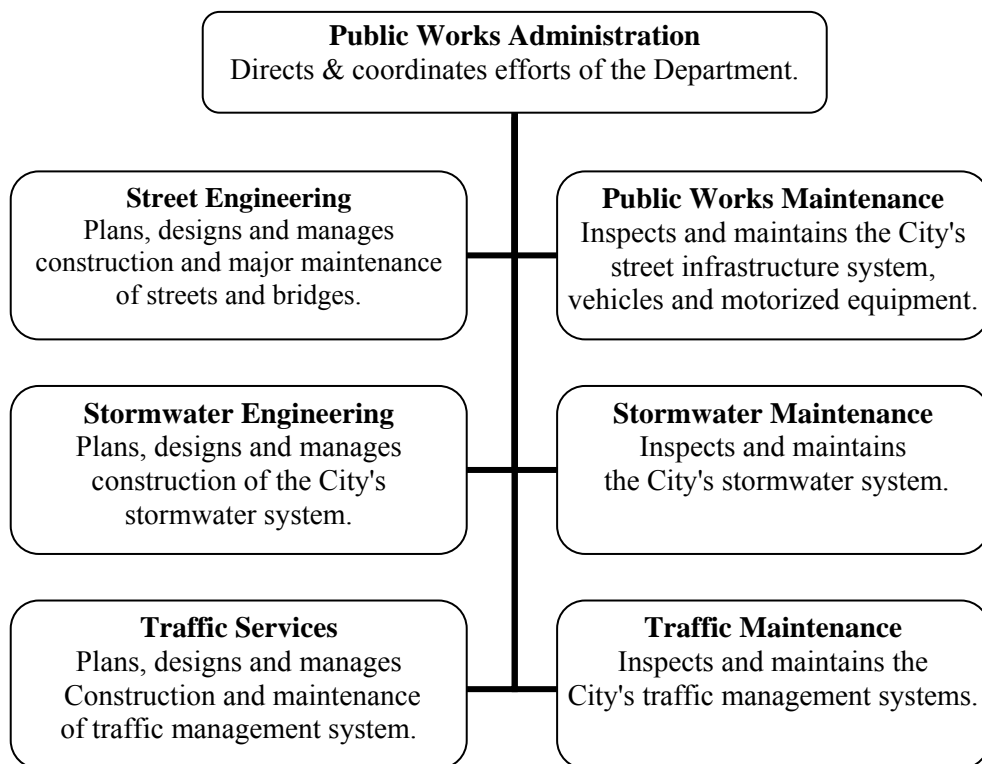 Public Works Administration
Directs & coordinates efforts of the Department.
Street Engineering
Plans, designs and manages
construction and major maintenance
of streets and bridges.
Public Works Maintenance
Inspects and maintains the City's
street infrastructure system,
vehicles and motorized equipment.
Stormwater Engineering
Plans, designs and manages
construction of the City's
stormwater system.
Stormwater Maintenance
Inspects and maintains
the City's stormwater system.
Traffic Services
Plans, designs and manages
Construction and maintenance
of traffic management system.
Traffic Maintenance
Inspects and maintains the
City's traffic management systems.